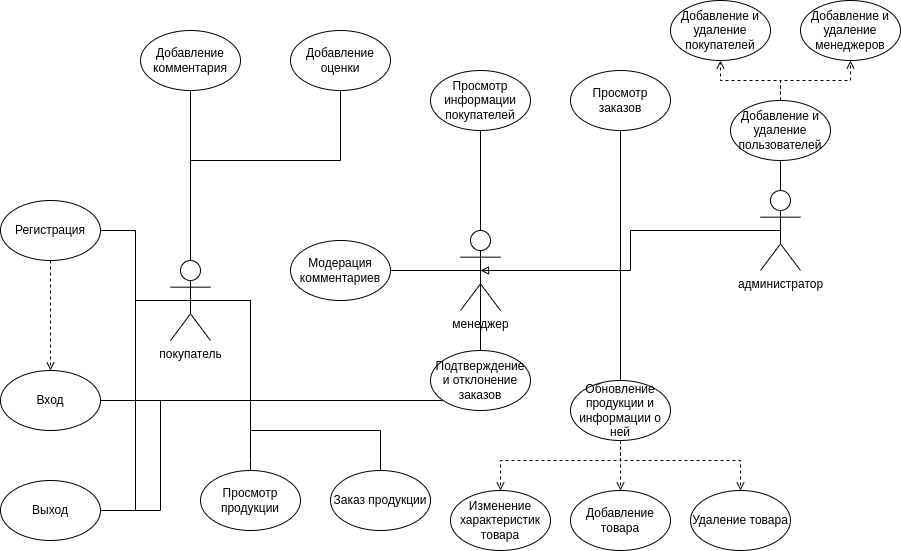 Добавление и
удаление
покупателей
Добавление и
удаление
менеджеров
Добавление
комментария
Добавление
оценки
Просмотр
информации
покупателей
Просмотр
заказов
Добавление и
удаление
пользователей
Регистрация
Модерация
комментариев
администратор
менеджер
покупатель
Подтверждение
и отклонение
заказов
Вход
Обновление
продукции и
информации о
ней
Просмотр
продукции
Заказ продукции
Выход
Изменение
характеристик
товара
Добавление
товара
Удаление товара